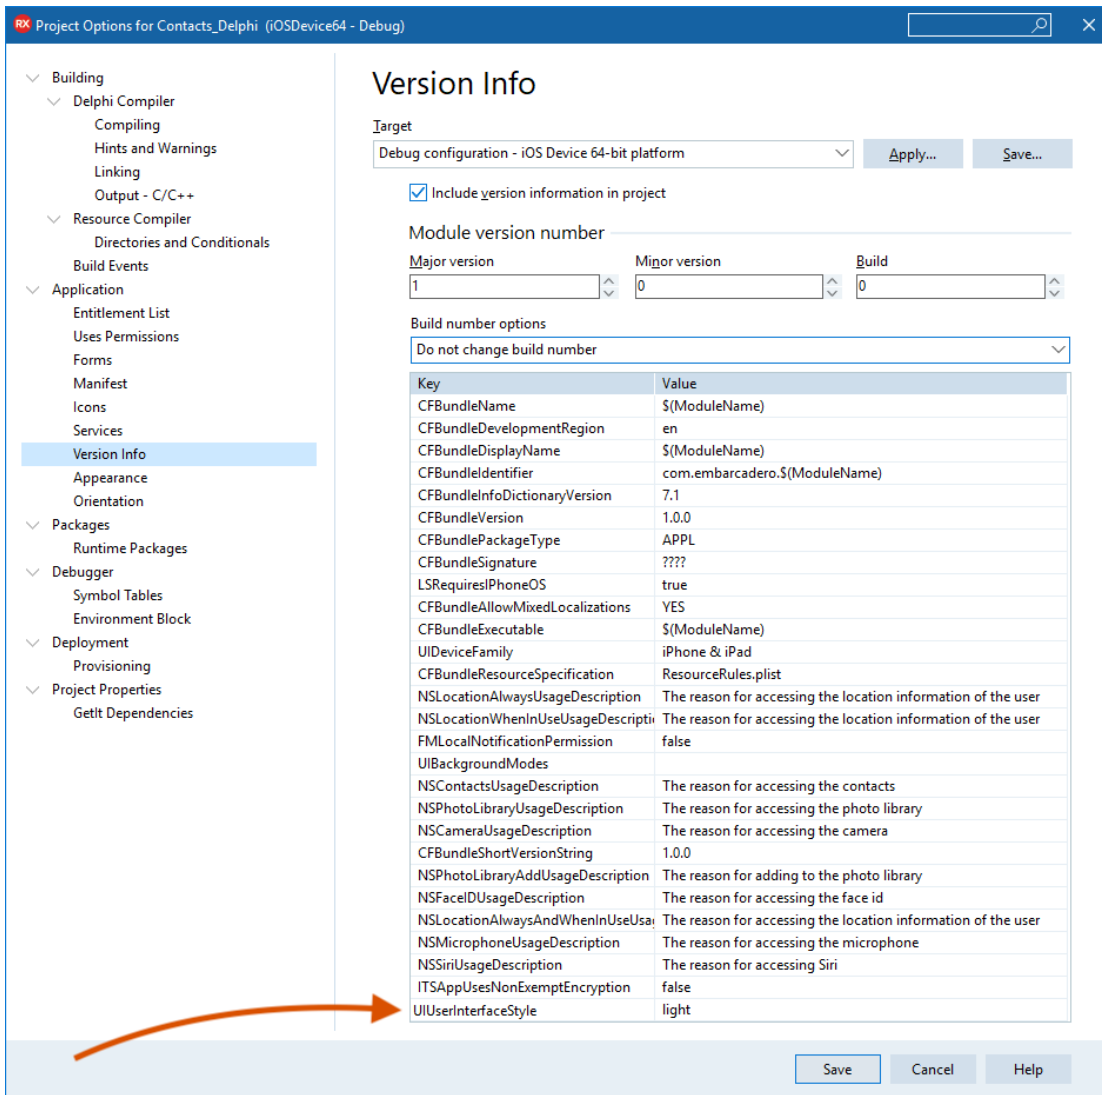 RX Project Options for Contacts_Delphi (iOSDevice64 - Debug)
Building
Delphi Compiler
Compiling
Hints and Warnings
Linking
Output - C/C++
Resource Compiler
Directories and Conditionals
Build Events
Application
Entitlement List
Uses Permissions
Forms
Manifest
Icons
Services
Version Info
Appearance
Orientation
Packages
Runtime Packages
Debugger
Symbol Tables
Environment Block
Deployment
Provisioning
Project Properties
GetIt Dependencies
Version Info
Target
Debug configuration - iOS Device 64-bit platform
Apply...
Save...
Include version information in project
Module version number
Major version Minor version Build
1 0 0
Build number options
Do not change build number
Key Value
CFBundleName $(ModuleName)
CFBundleDevelopmentRegion en
CFBundleDisplayName $(ModuleName)
CFBundleIdentifier com.embarcadero.$(ModuleName)
CFBundleInfoDictionaryVersion 7.1
CFBundleVersion 1.0.0
CFBundlePackageType APPL
CFBundleSignature ????
LSRequiresIPhoneOS true
CFBundleAllowMixedLocalizations YES
CFBundleExecutable $(ModuleName)
UIDeviceFamily iPhone & iPad
CFBundleResourceSpecification ResourceRules.plist
NSLocationAlwaysUsageDescription The reason for accessing the location information of the user
NSLocationWhenInUseUsageDescripti The reason for accessing the location information of the user
FMLocalNotificationPermission false
UIBackgroundModes
NSContactsUsageDescription The reason for accessing the contacts
NSPhotoLibraryUsageDescription The reason for accessing the photo library
NSCameraUsageDescription The reason for accessing the camera
CFBundleShortVersionString 1.0.0
NSPhotoLibraryAddUsageDescription The reason for adding to the photo library
NSFaceIDUsageDescription The reason for accessing the face id
NSLocationAlwaysAndWhenInUseUsa The reason for accessing the location information of the user
NSMicrophoneUsageDescription The reason for accessing the microphone
NSSiriUsageDescription The reason for accessing Siri
ITSAppUsesNonExemptEncryption false
UIUserInterfaceStyle light
Save Cancel Help